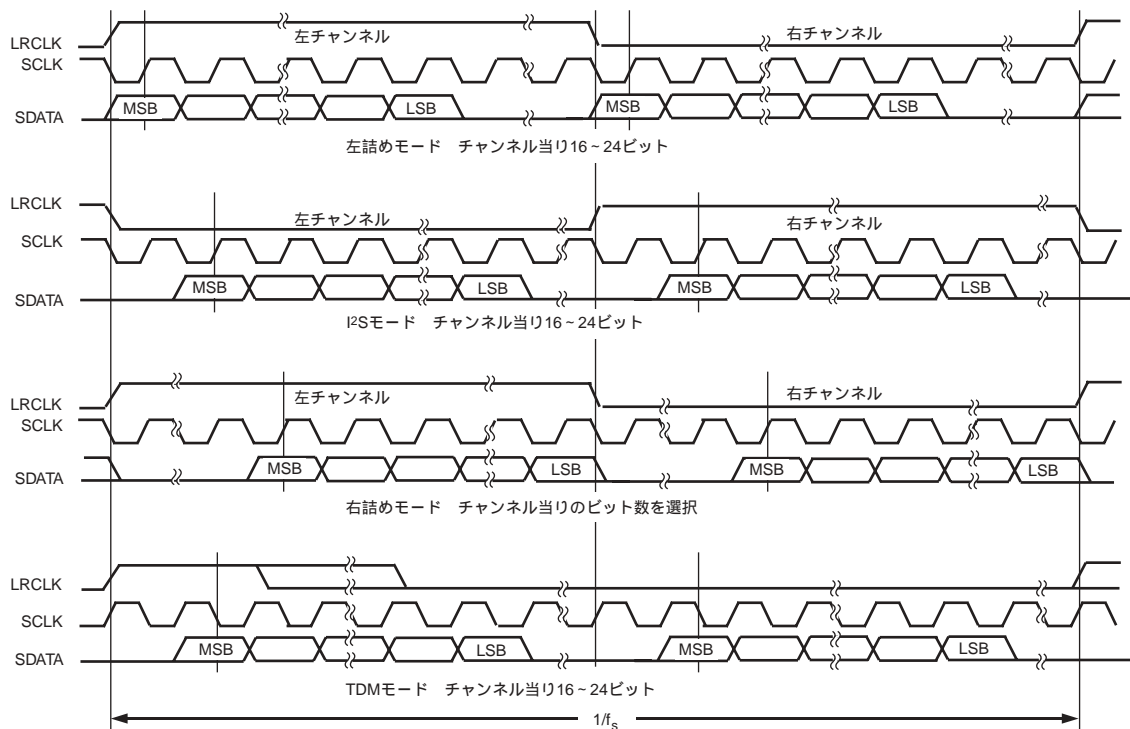 LRCLK 左チャンネル 右チャンネル
SCLK
SDATA MSB LSB MSB LSB
左詰めモード チャンネル当り16~24ビット
LRCLK 左チャンネル 右チャンネル
SCLK
SDATA MSB LSB MSB LSB
I²Sモード チャンネル当り16~24ビット
LRCLK 左チャンネル 右チャンネル
SCLK
SDATA MSB LSB MSB LSB
右詰めモード チャンネル当りのビット数を選択
LRCLK
SCLK
SDATA MSB LSB MSB LSB
TDMモード チャンネル当り16~24ビット
1/fs